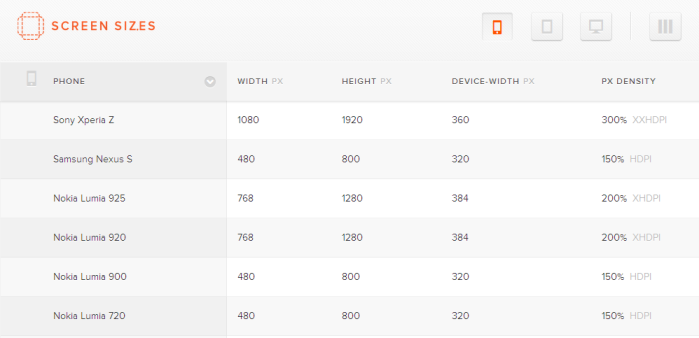 SCREEN SIZ.ES
PHONE WIDTH PX HEIGHT PX DEVICE-WIDTH PX PX DENSITY
Sony Xperia Z 1080 1920 360 300% XXHDPI
Samsung Nexus S 480 800 320 150% HDPI
Nokia Lumia 925 768 1280 384 200% XHDPI
Nokia Lumia 920 768 1280 384 200% XHDPI
Nokia Lumia 900 480 800 320 150% HDPI
Nokia Lumia 720 480 800 320 150% HDPI